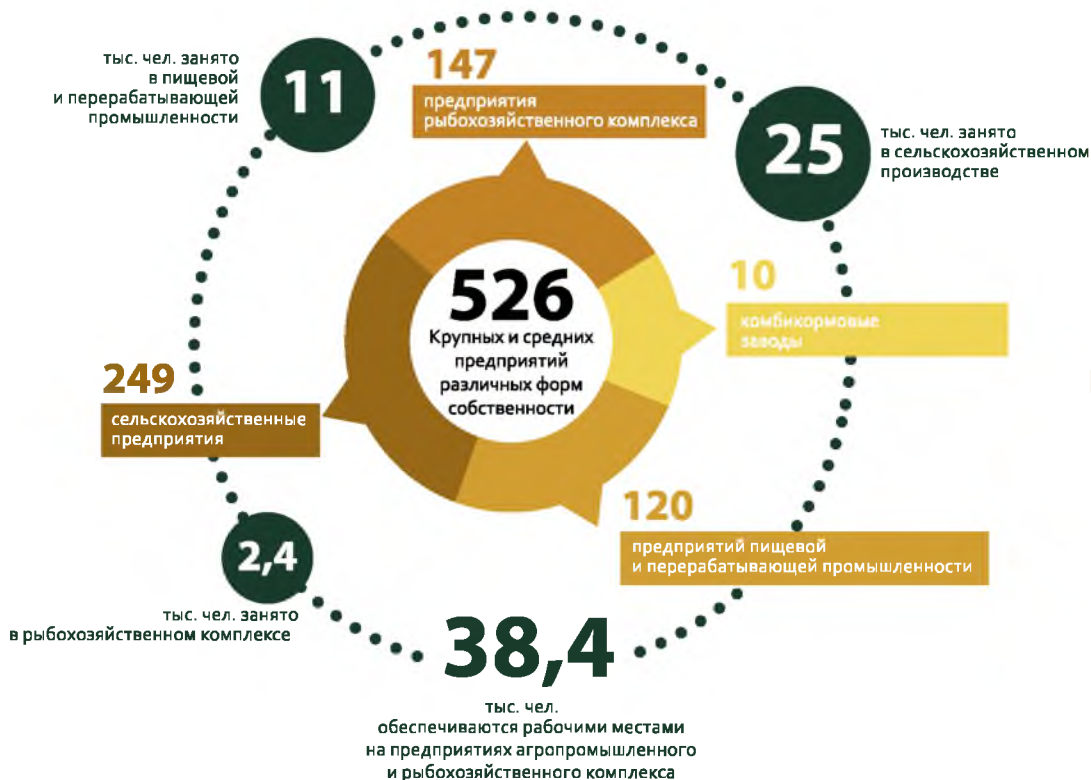 тыс. чел. занято
в пищевой
и перерабатывающей
промышленности
11
147
предприятия
рыбохозяйственного комплекса
25
тыс. чел. занято
в сельскохозяйственном
производстве
526
Крупных и средних
предприятий
различных форм
собственности
10
комбикормовые
заводы
249
сельскохозяйственные
предприятия
120
предприятий пищевой
и перерабатывающей промышленности
2,4
тыс. чел. занято
в рыбохозяйственном комплексе
38,4
тыс. чел.
обеспечиваются рабочими местами
на предприятиях агропромышленного
и рыбохозяйственного комплекса